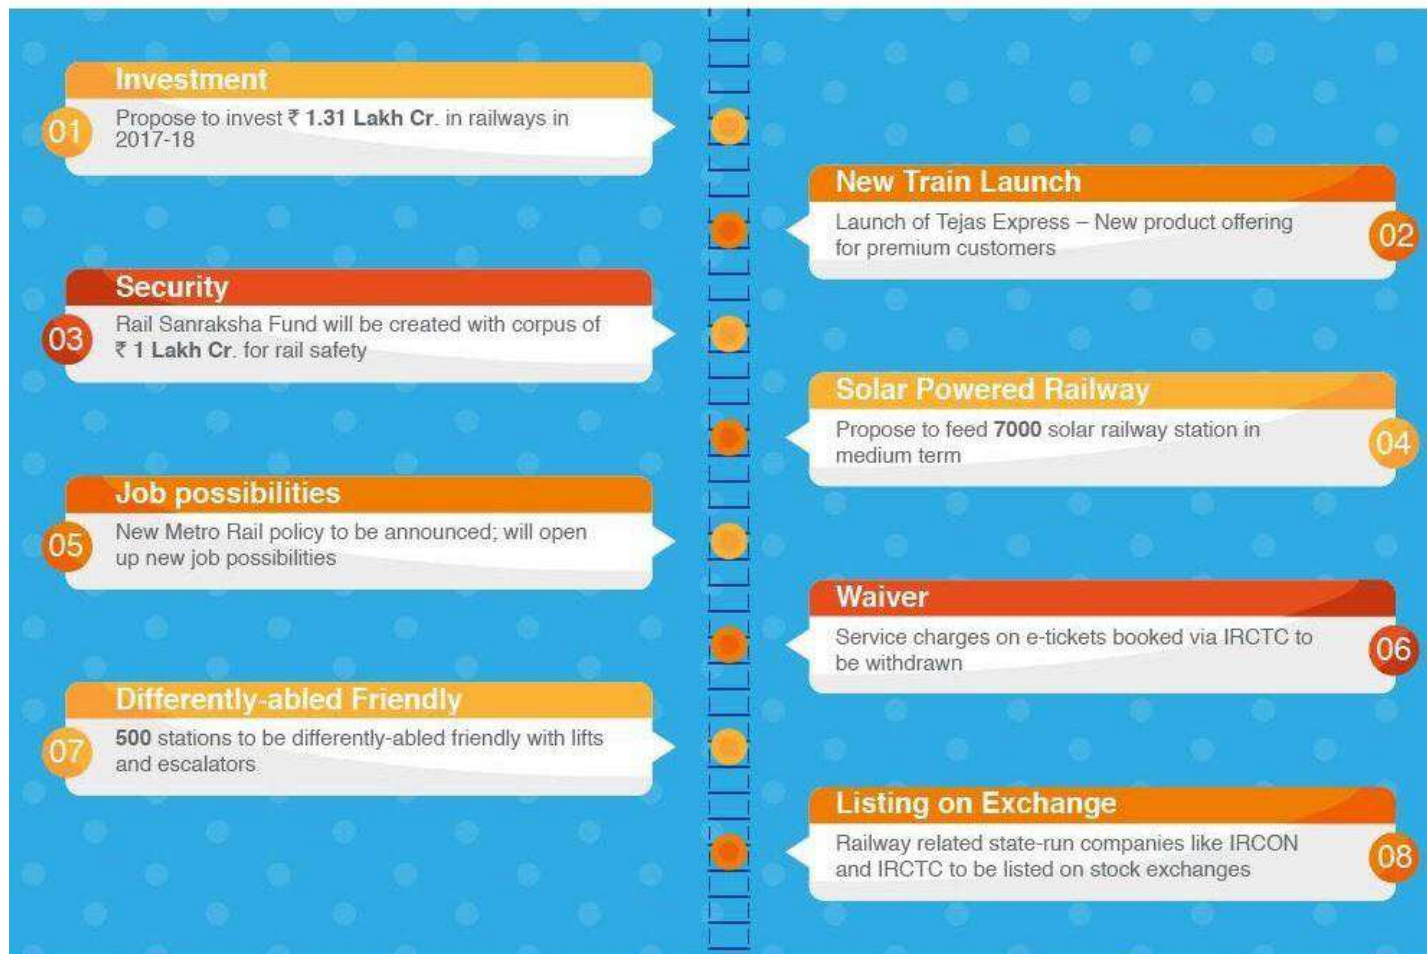 Investment
01
Propose to invest ₹ 1.31 Lakh Cr. in railways in
2017-18
New Train Launch
Launch of Tejas Express – New product offering
for premium customers
02
Security
03
Rail Sanraksha Fund will be created with corpus of
₹ 1 Lakh Cr. for rail safety
Solar Powered Railway
Propose to feed 7000 solar railway station in
medium term
04
Job possibilities
05
New Metro Rail policy to be announced; will open
up new job possibilities
Waiver
Service charges on e-tickets booked via IRCTC to
be withdrawn
06
Differently-abled Friendly
07
500 stations to be differently-abled friendly with lifts
and escalators
Listing on Exchange
Railway related state-run companies like IRCON
and IRCTC to be listed on stock exchanges
08